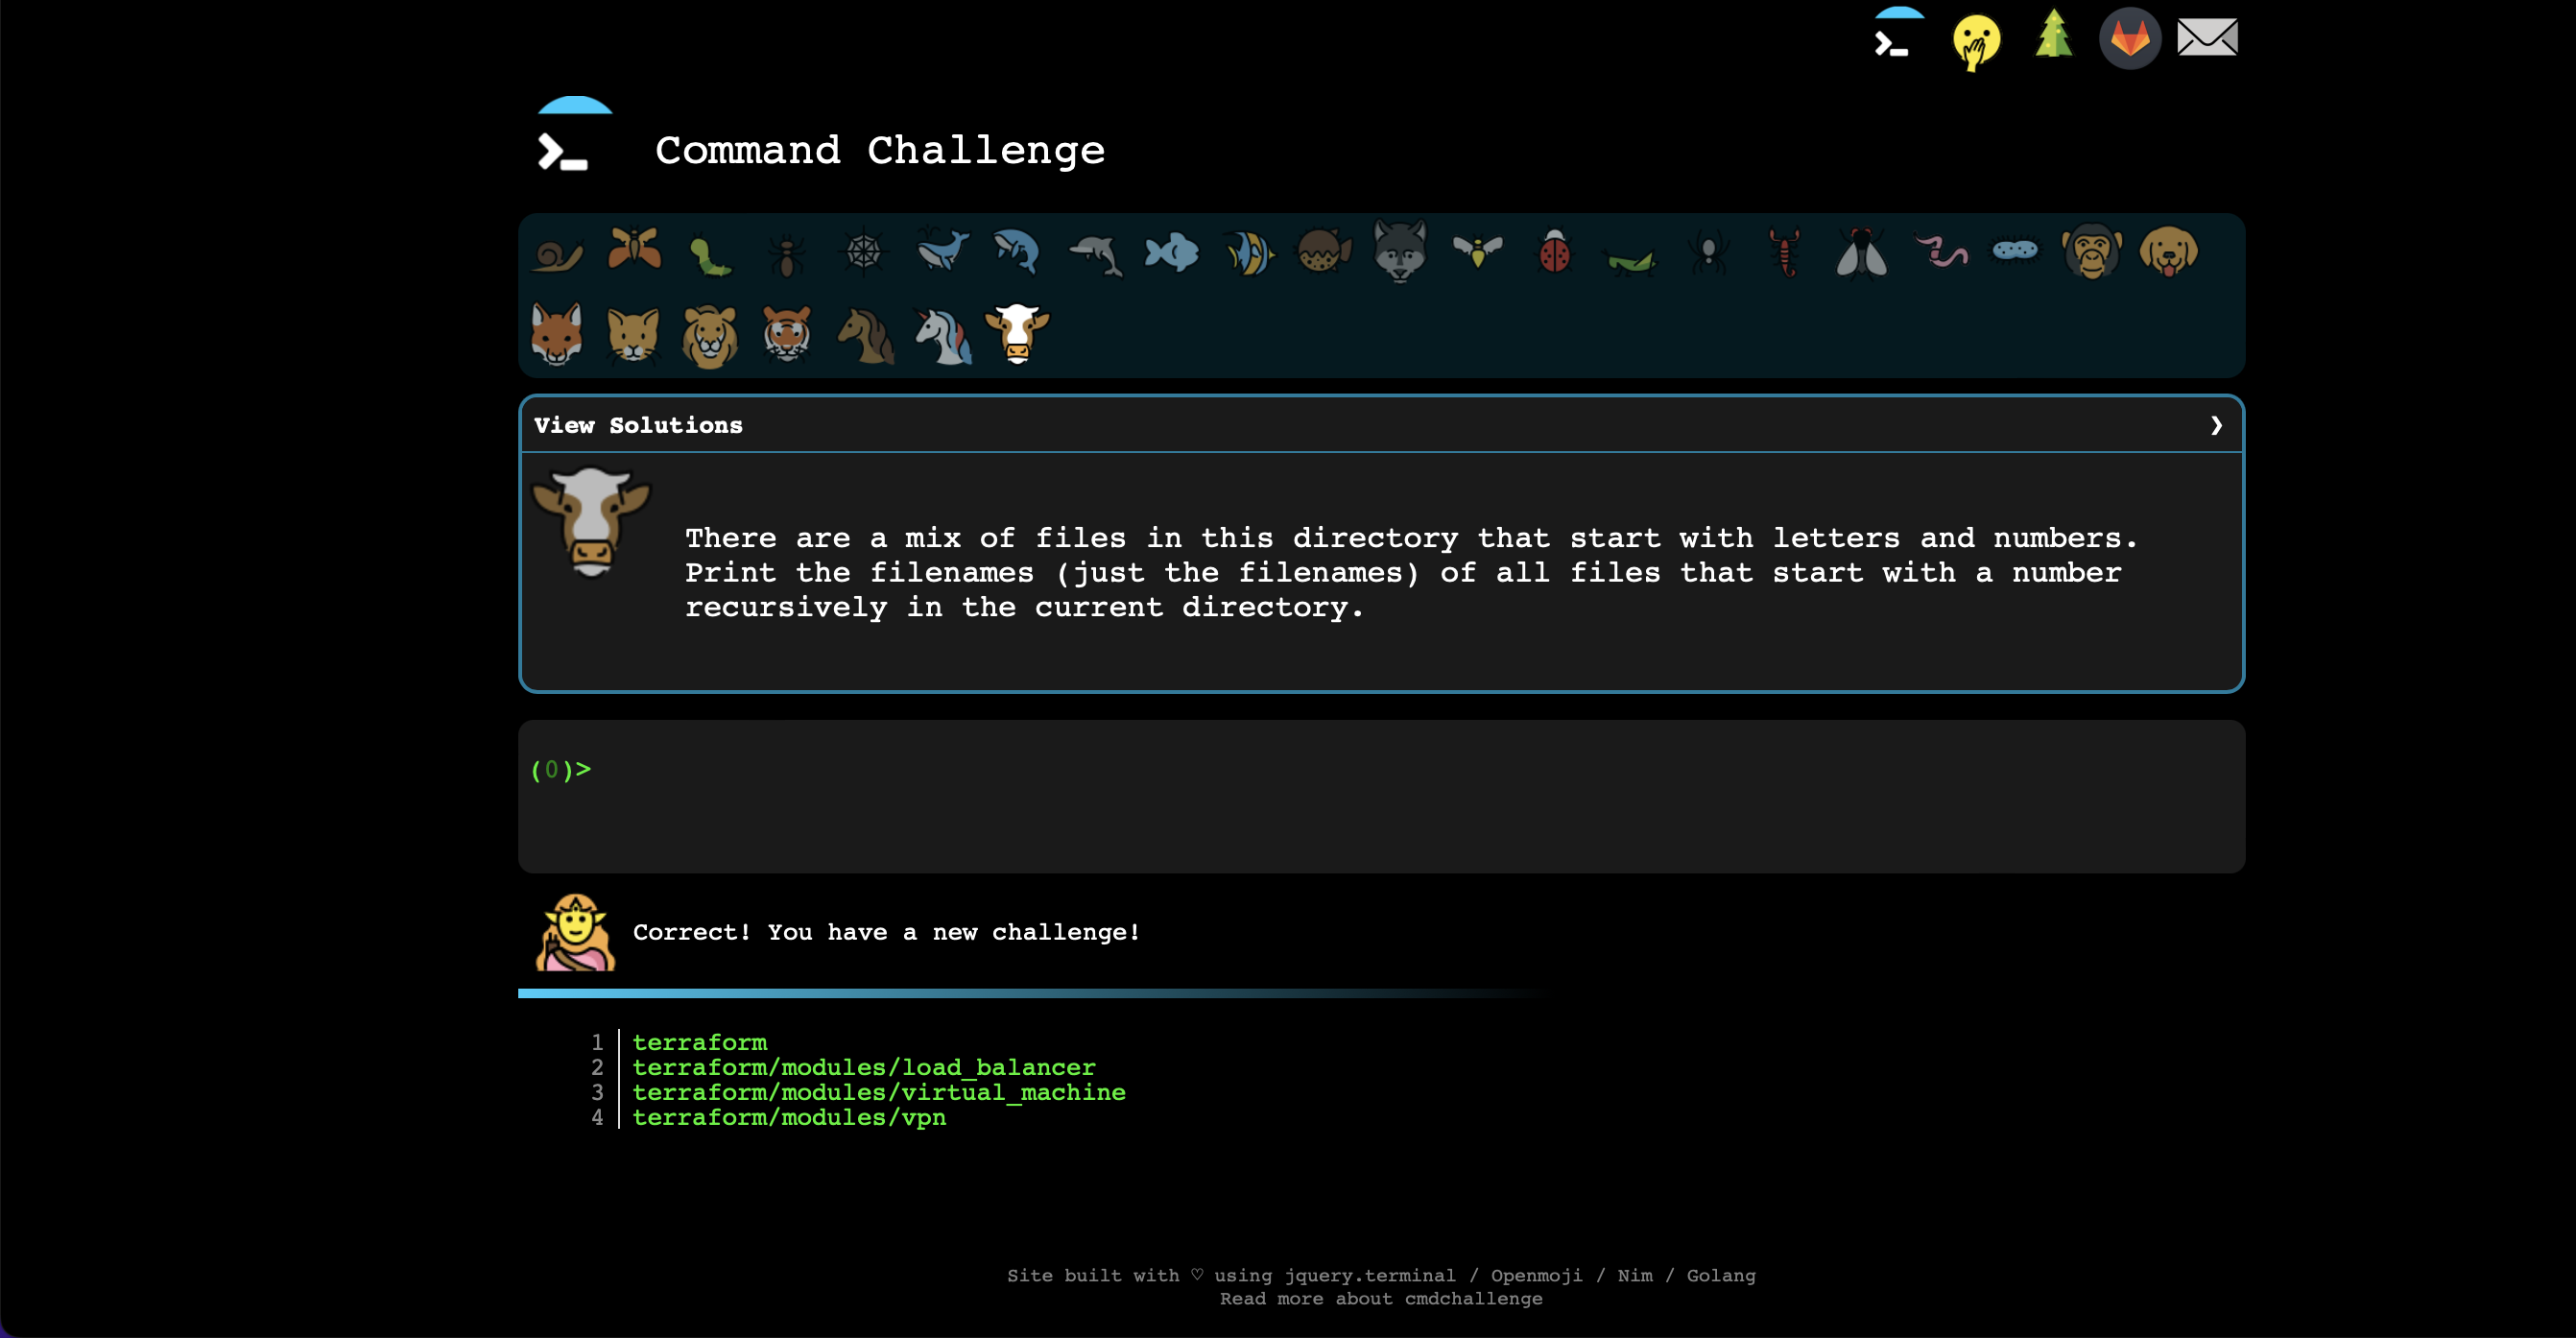 Command Challenge
View Solutions ❯
There are a mix of files in this directory that start with letters and numbers.
Print the filenames (just the filenames) of all files that start with a number
recursively in the current directory.
(0)>
Correct! You have a new challenge!
1 terraform
2 terraform/modules/load_balancer
3 terraform/modules/virtual_machine
4 terraform/modules/vpn
Site built with ♡ using jquery.terminal / Openmoji / Nim / Golang
Read more about cmdchallenge